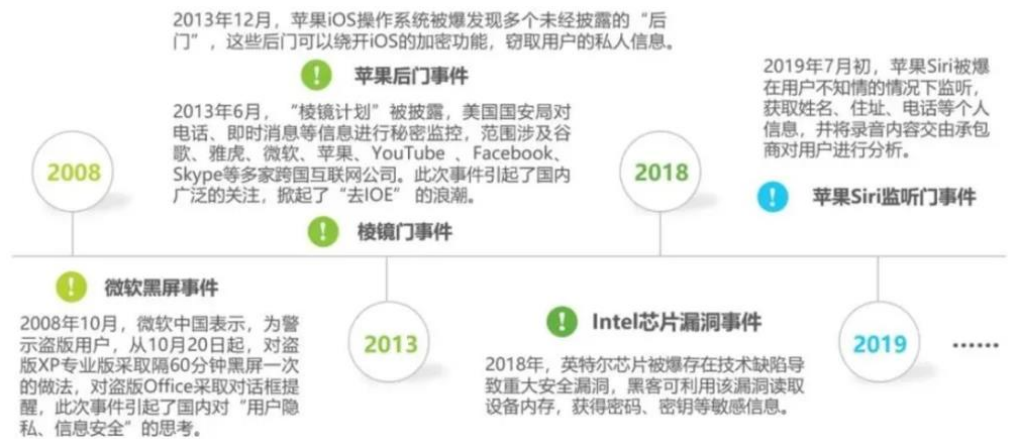 2013年12月，苹果iOS操作系统被爆发现多个未经披露的“后
门”，这些后门可以绕开iOS的加密功能，窃取用户的私人信息。
苹果后门事件
2013年6月，“棱镜计划”被披露，美国国安局对
电话、即时消息等信息进行秘密监控，范围涉及谷
歌、雅虎、微软、苹果、YouTube 、Facebook、
Skype等多家跨国互联网公司。此次事件引起了国内
广泛的关注，掀起了“去IOE”的浪潮。
棱镜门事件
2019年7月初，苹果Siri被爆
在用户不知情的情况下监听，
获取姓名、住址、电话等个人
信息，并将录音内容交由承包
商对用户进行分析。
苹果Siri监听门事件
2008
2018
微软黑屏事件
2008年10月，微软中国表示，为警
示盗版用户，从10月20日起，对盗
版XP专业版采取隔60分钟黑屏一次
的做法，对盗版Office采取对话框提
醒，此次事件引起了国内对“用户隐
私、信息安全”的思考。
2013
Intel芯片漏洞事件
2018年，英特尔芯片被爆存在技术缺陷导
致重大安全漏洞，黑客可利用该漏洞读取
设备内存，获得密码、密钥等敏感信息。
2019
······